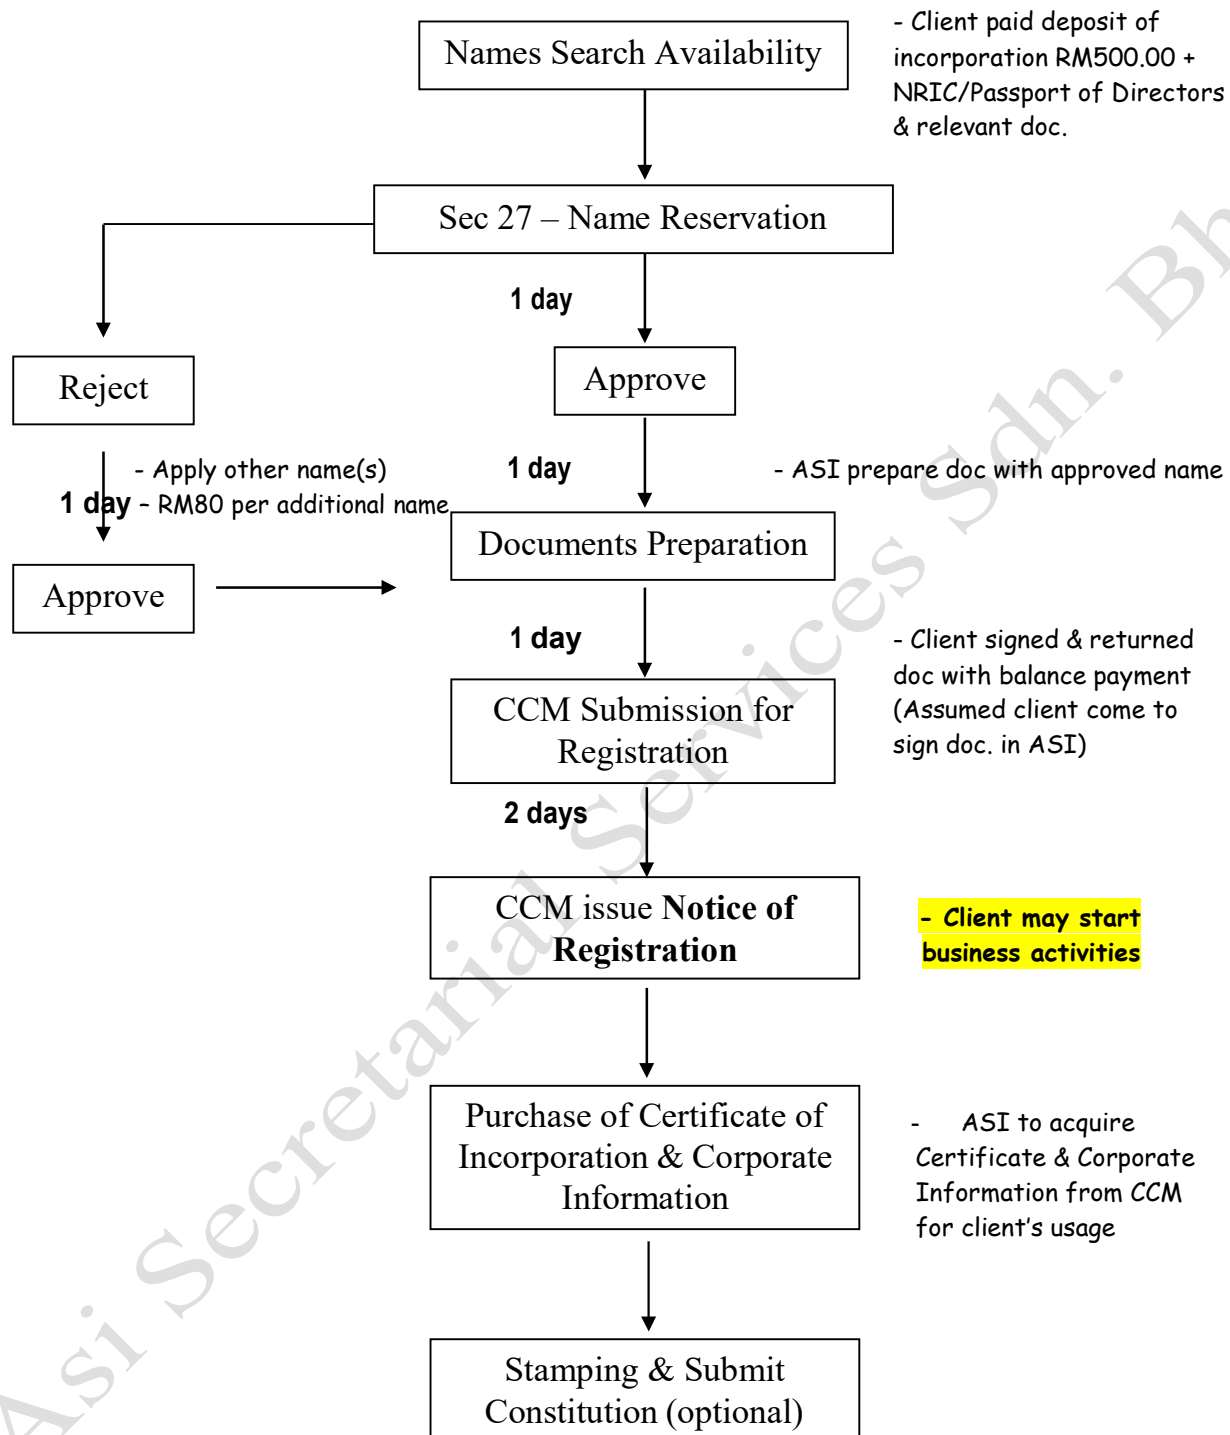 Names Search Availability
- Client paid deposit of
incorporation RM500.00 +
NRIC/Passport of Directors
& relevant doc.
Sec 27 – Name Reservation
1 day
Reject
Approve
- Apply other name(s)
1 day – RM80 per additional name
1 day
- ASI prepare doc with approved name
Documents Preparation
Approve
1 day
- Client signed & returned
doc with balance payment
(Assumed client come to
sign doc. in ASI)
CCM Submission for
Registration
2 days
CCM issue Notice of
Registration
- Client may start
business activities
Purchase of Certificate of
Incorporation & Corporate
Information
- ASI to acquire
Certificate & Corporate
Information from CCM
for client's usage
Stamping & Submit
Constitution (optional)
Asi Secretarial Services Sdn. Bh